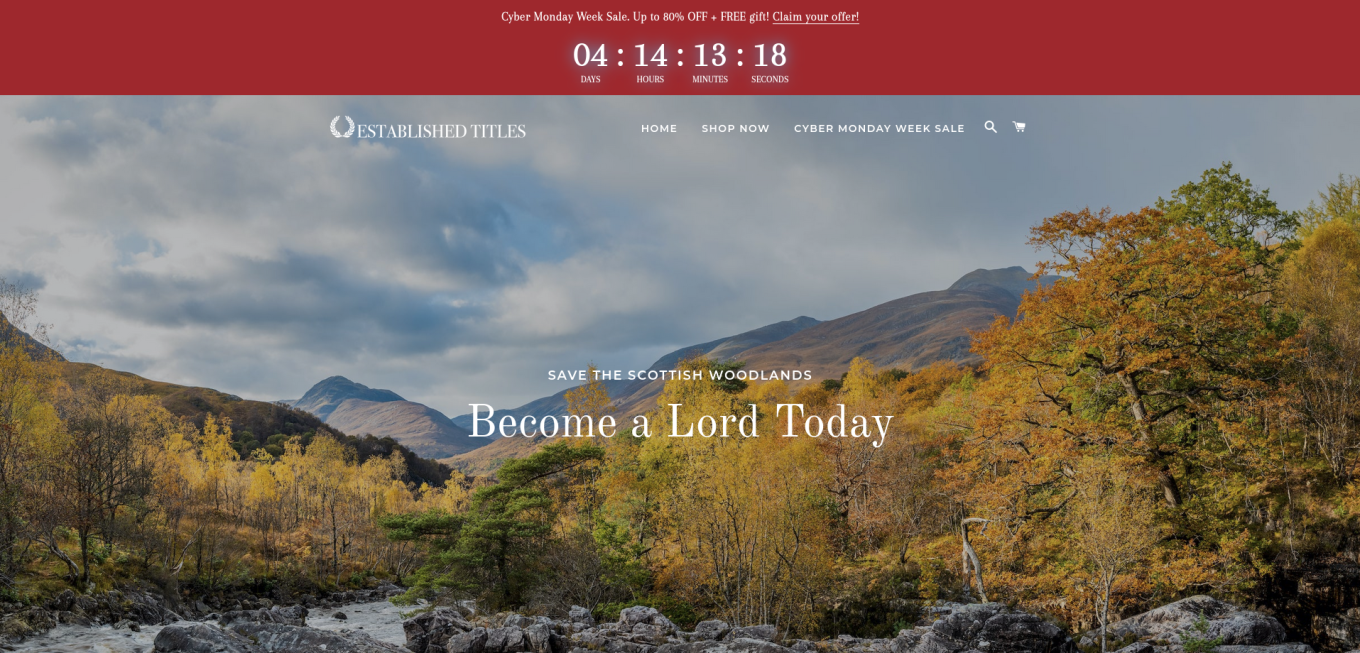 Cyber Monday Week Sale. Up to 80% OFF + FREE gift! Claim your offer!
04 : 14 : 13 : 18
DAYS HOURS MINUTES SECONDS
ESTABLISHED TITLES HOME SHOP NOW CYBER MONDAY WEEK SALE
SAVE THE SCOTTISH WOODLANDS
Become a Lord Today